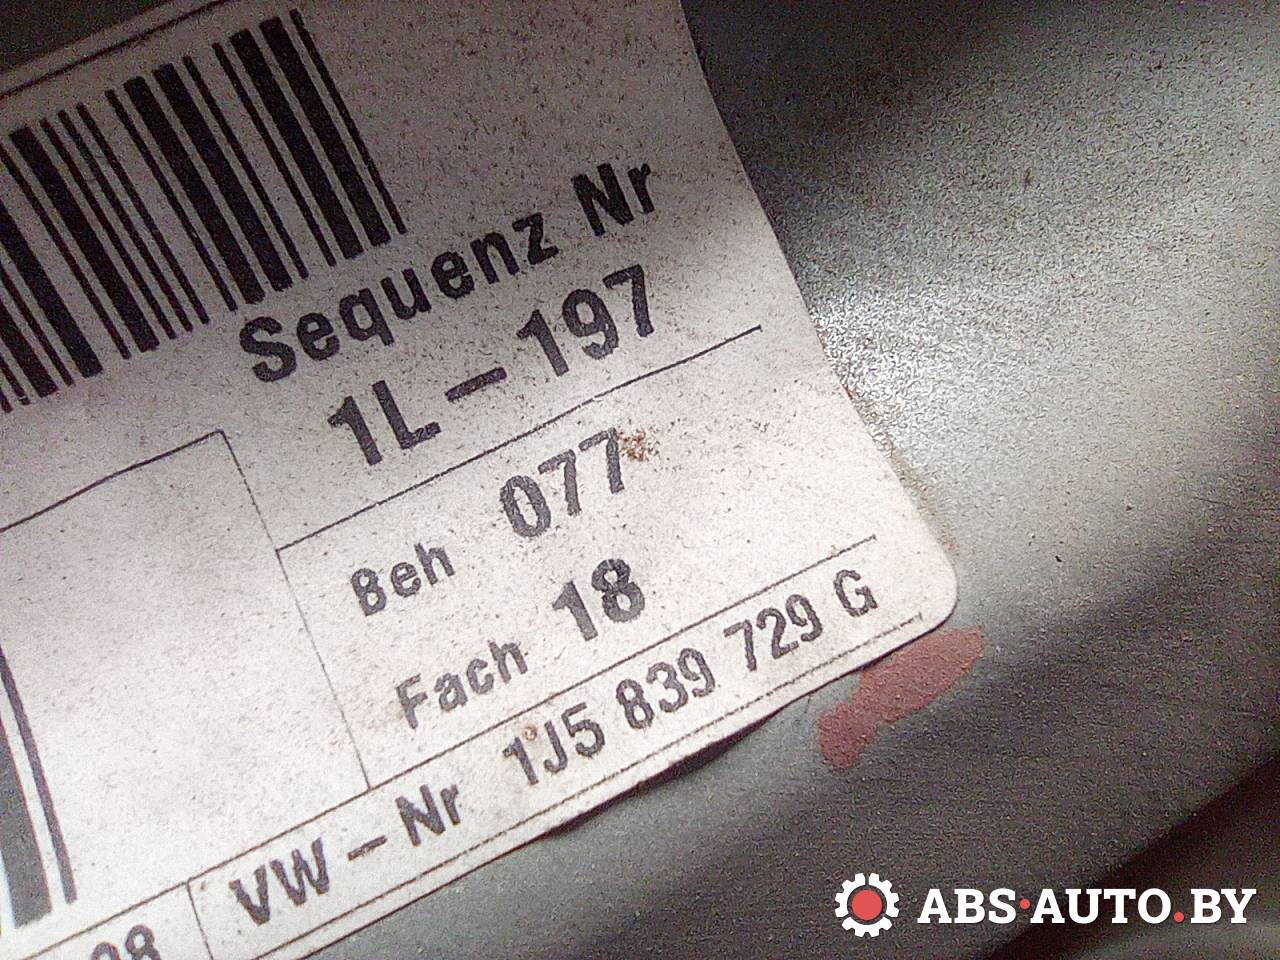 Sequenz Nr
1L-197
Beh 077
Fach 18
VW-Nr 1J5 839 729 G
ABS·AUTO.BY